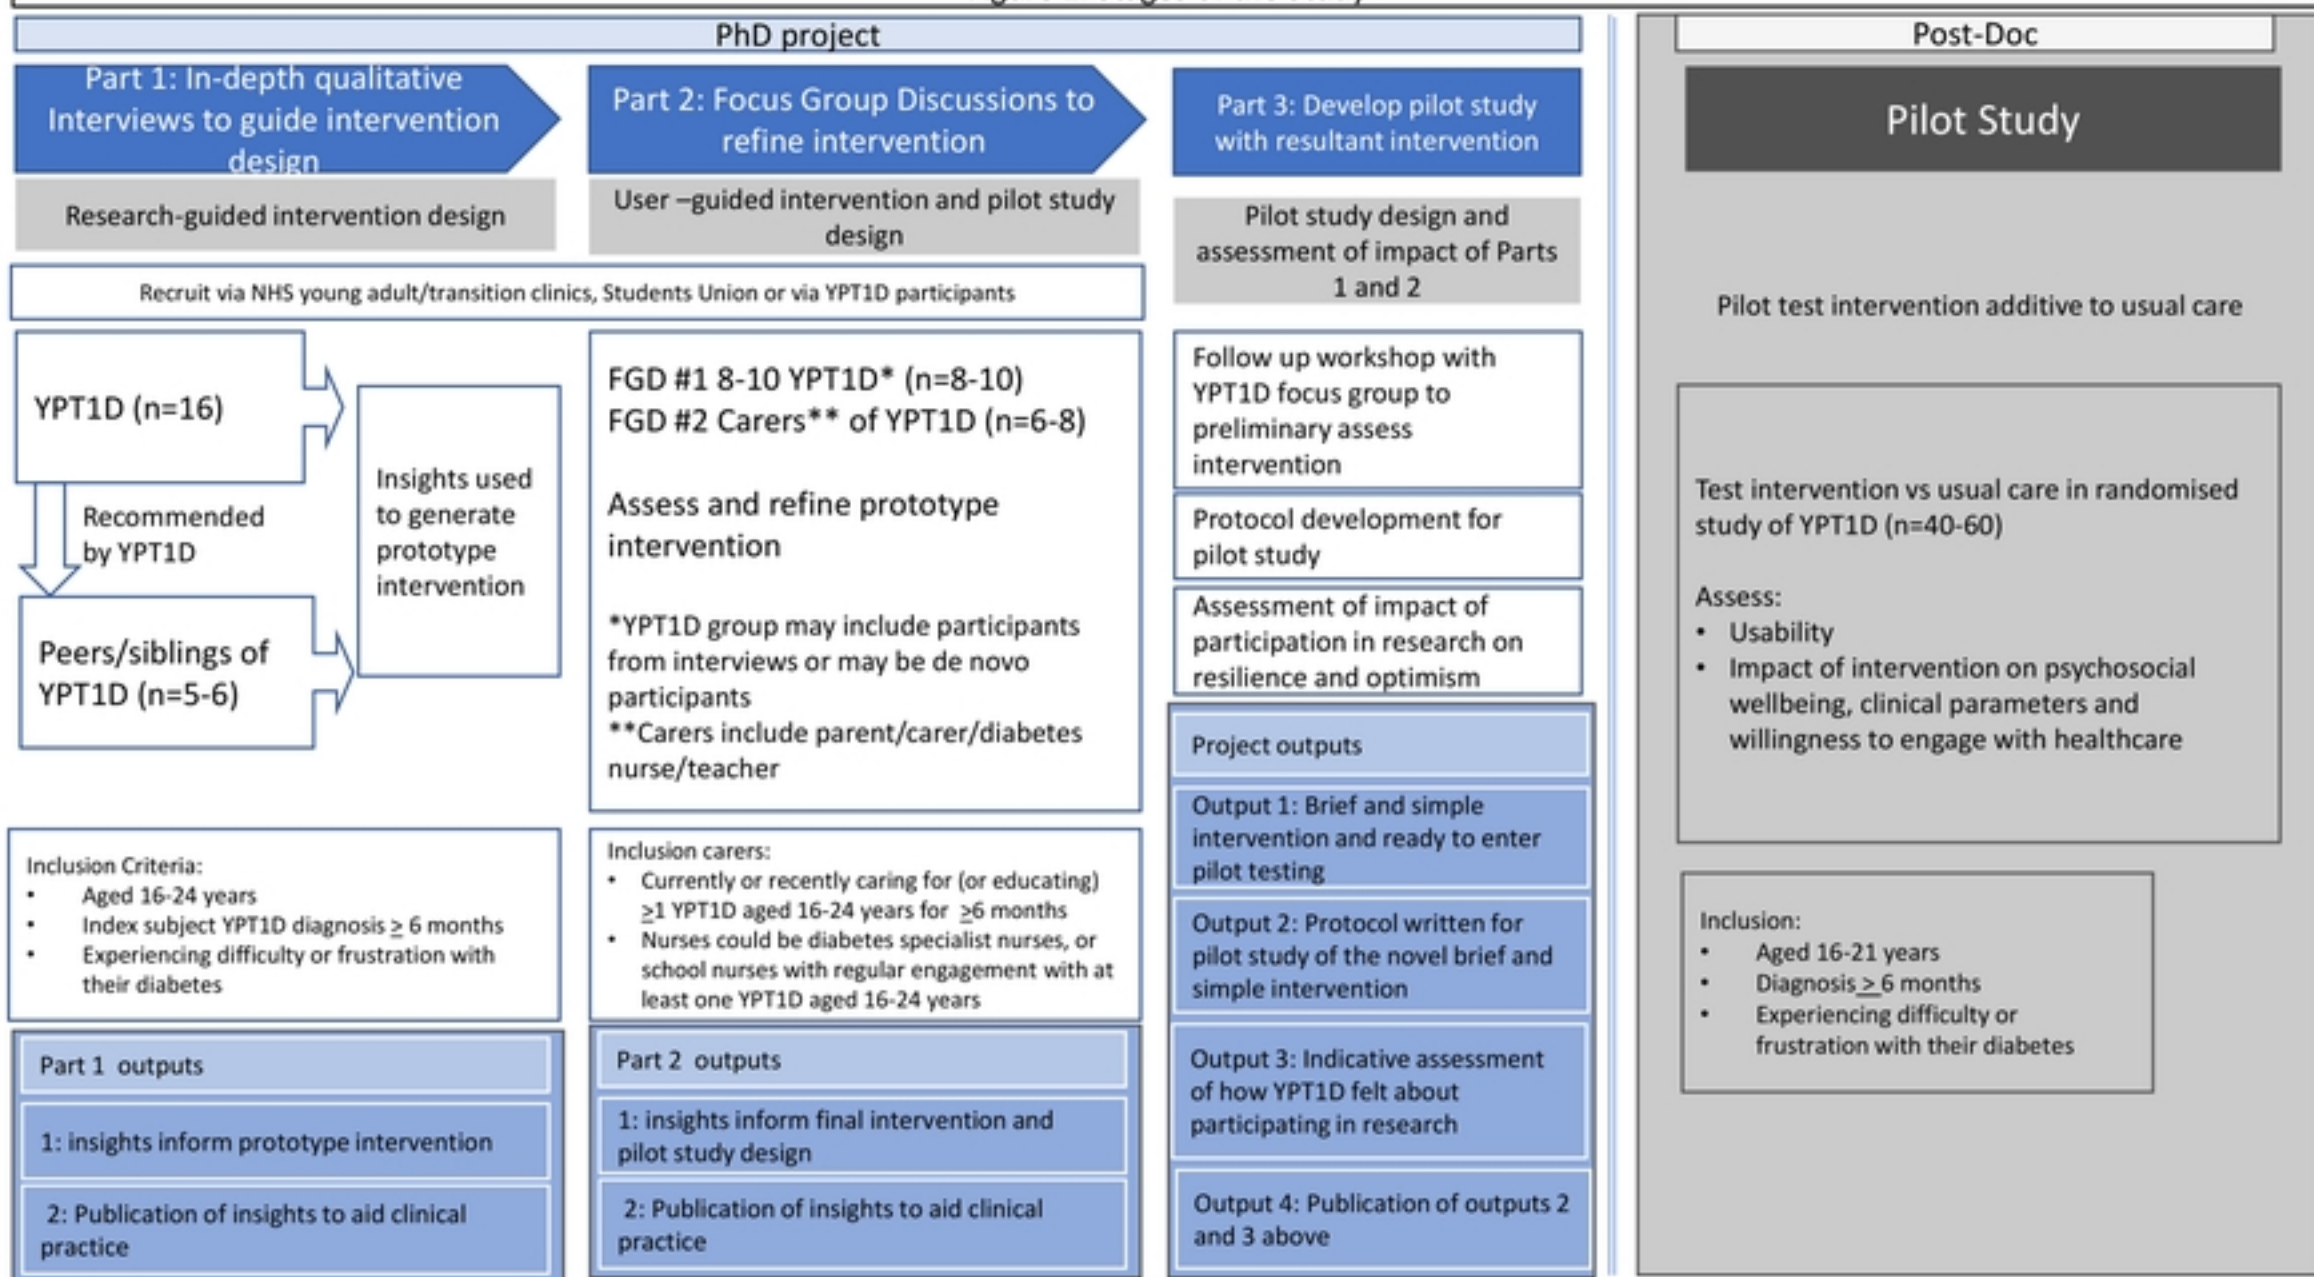 PhD project
Part 1: In-depth qualitative
Interviews to guide intervention
design
Research-guided intervention design
Part 2: Focus Group Discussions to
refine intervention
User –guided intervention and pilot study
design
Recruit via NHS young adult/transition clinics, Students Union or via YPT1D participants
YPT1D (n=16)
Recommended
by YPT1D
Peers/siblings of
YPT1D (n=5-6)
Insights used
to generate
prototype
intervention
Inclusion Criteria:
• Aged 16-24 years
• Index subject YPT1D diagnosis ≥ 6 months
• Experiencing difficulty or frustration with
their diabetes
Part 1 outputs
1: insights inform prototype intervention
2: Publication of insights to aid clinical
practice
FGD #1 8-10 YPT1D* (n=8-10)
FGD #2 Carers** of YPT1D (n=6-8)
Assess and refine prototype
intervention
*YPT1D group may include participants
from interviews or may be de novo
participants
**Carers include parent/carer/diabetes
nurse/teacher
Inclusion carers:
• Currently or recently caring for (or educating)
≥1 YPT1D aged 16-24 years for ≥6 months
• Nurses could be diabetes specialist nurses, or
school nurses with regular engagement with at
least one YPT1D aged 16-24 years
Part 2 outputs
1: insights inform final intervention and
pilot study design
2: Publication of insights to aid clinical
practice
Part 3: Develop pilot study
with resultant intervention
Pilot study design and
assessment of impact of Parts
1 and 2
Follow up workshop with
YPT1D focus group to
preliminary assess
intervention
Protocol development for
pilot study
Assessment of impact of
participation in research on
resilience and optimism
Project outputs
Output 1: Brief and simple
intervention and ready to enter
pilot testing
Output 2: Protocol written for
pilot study of the novel brief and
simple intervention
Output 3: Indicative assessment
of how YPT1D felt about
participating in research
Output 4: Publication of outputs 2
and 3 above
Post-Doc
Pilot Study
Pilot test intervention additive to usual care
Test intervention vs usual care in randomised
study of YPT1D (n=40-60)
Assess:
• Usability
• Impact of intervention on psychosocial
wellbeing, clinical parameters and
willingness to engage with healthcare
Inclusion:
• Aged 16-21 years
• Diagnosis ≥ 6 months
• Experiencing difficulty or
frustration with their diabetes